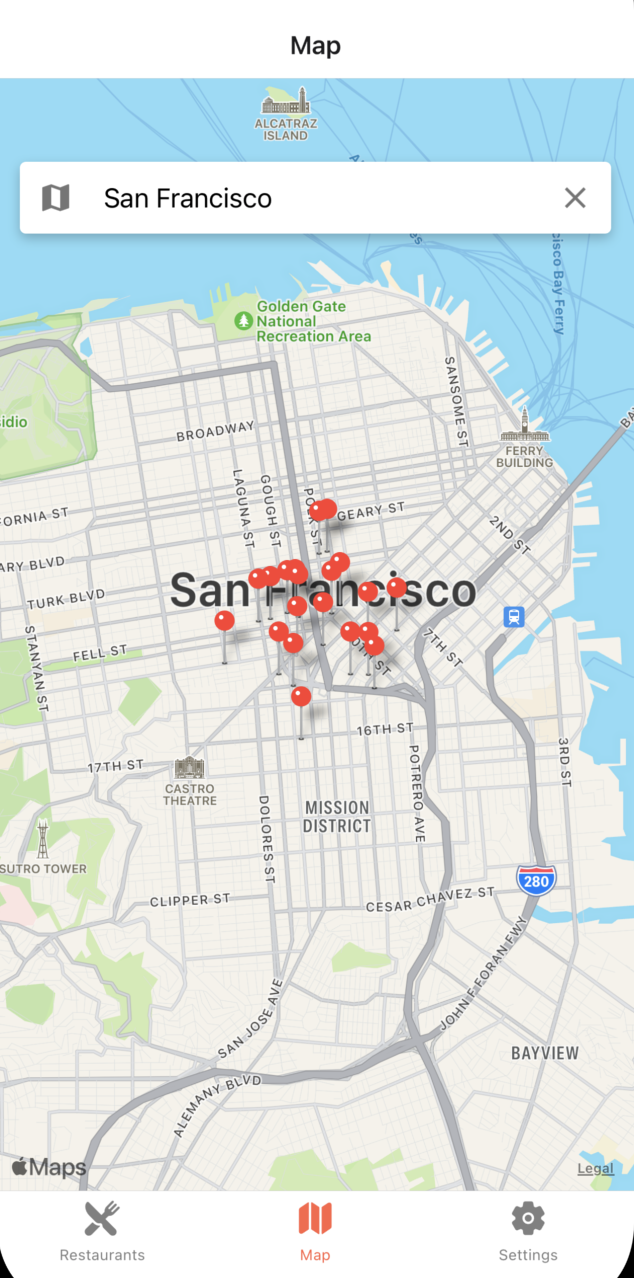 Map
ALCATRAZ
ISLAND
San Francisco
cisco Bay Ferry
Golden Gate
National
Recreation Area
sidio
SANSOME ST
BROADWAY
FERRY
BUILDING
LAGUNA ST
GOUGH ST
GEARY ST
FORNIA ST
2ND ST
ARY BLVD
San Francisco
TURK BLVD
STANYAN ST
FELL ST
7TH ST
16TH ST
17TH ST
CASTRO
THEATRE
POTRERO AVE
3RD ST
DOLORES ST
MISSION
DISTRICT
SUTRO TOWER
280
CLIPPER ST
CESAR CHAVEZ ST
JOHN F FORAN FWY
SAN JOSE AVE
BAYVIEW
ALEMANY BLVD
Maps
Legal
Restaurants
Map
Settings